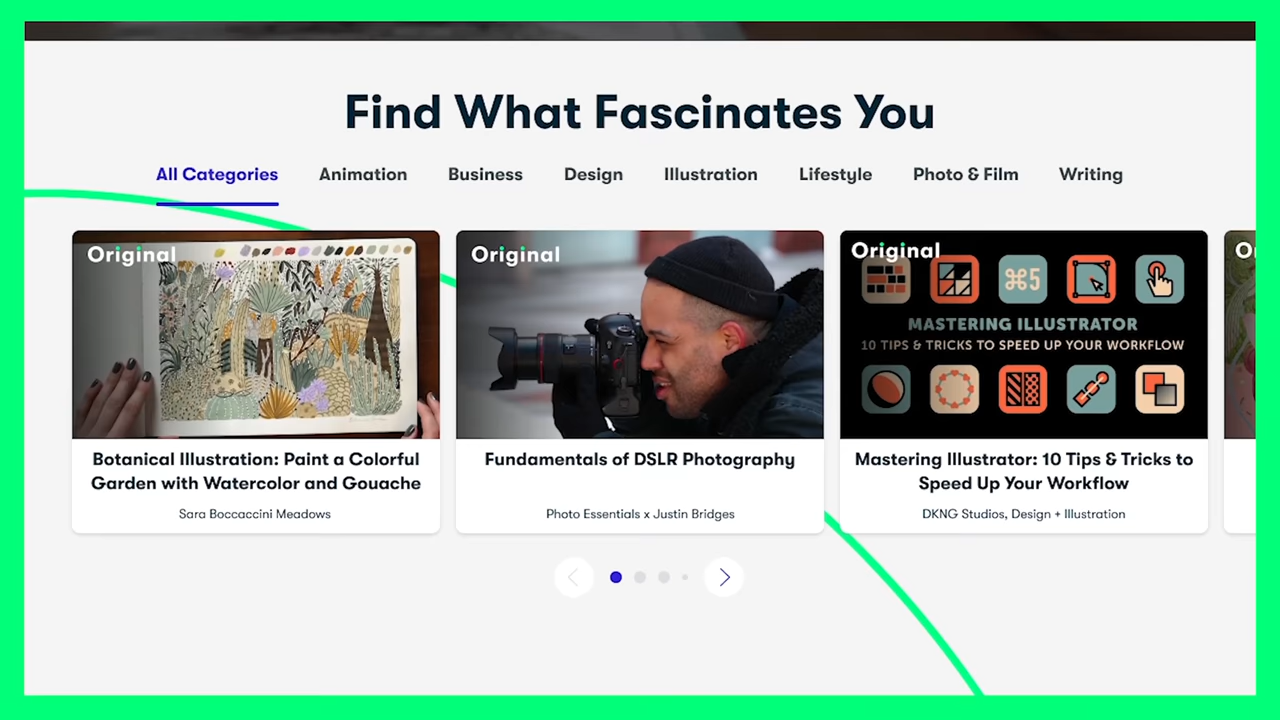 Find What Fascinates You
All Categories Animation Business Design Illustration Lifestyle Photo & Film Writing
Original
Original
Original
⌘5
MASTERING ILLUSTRATOR
10 TIPS & TRICKS TO SPEED UP YOUR WORKFLOW
Botanical Illustration: Paint a Colorful
Garden with Watercolor and Gouache
Sara Boccaccini Meadows
Fundamentals of DSLR Photography
Photo Essentials x Justin Bridges
Mastering Illustrator: 10 Tips & Tricks to
Speed Up Your Workflow
DKNG Studios, Design + Illustration